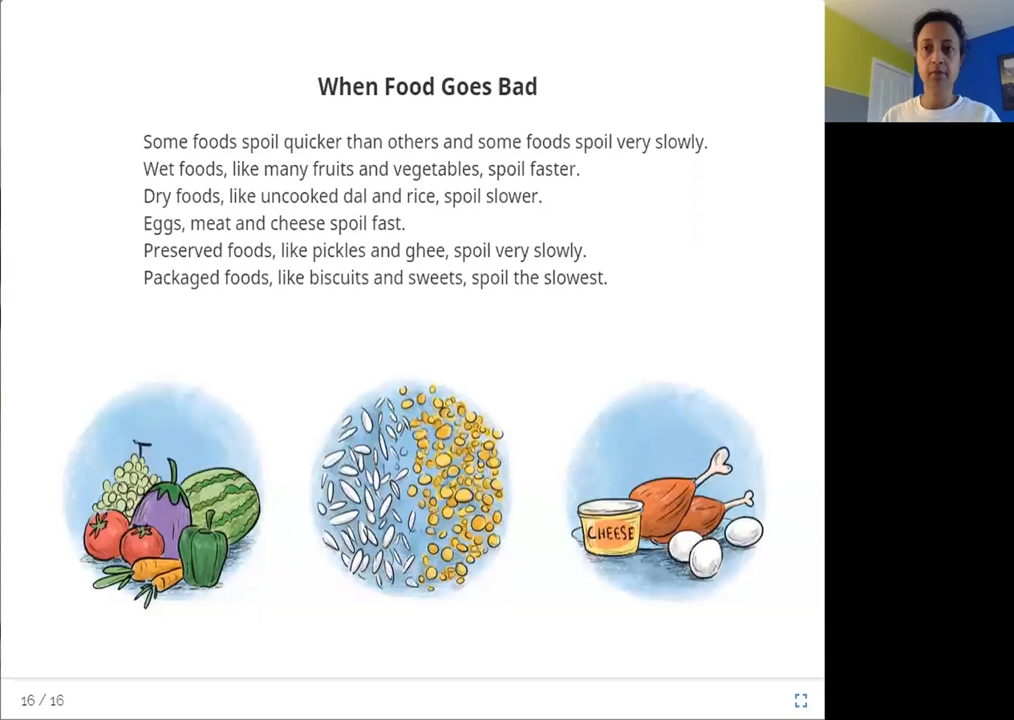 When Food Goes Bad
Some foods spoil quicker than others and some foods spoil very slowly.
Wet foods, like many fruits and vegetables, spoil faster.
Dry foods, like uncooked dal and rice, spoil slower.
Eggs, meat and cheese spoil fast.
Preserved foods, like pickles and ghee, spoil very slowly.
Packaged foods, like biscuits and sweets, spoil the slowest.
CHEESE
16 / 16